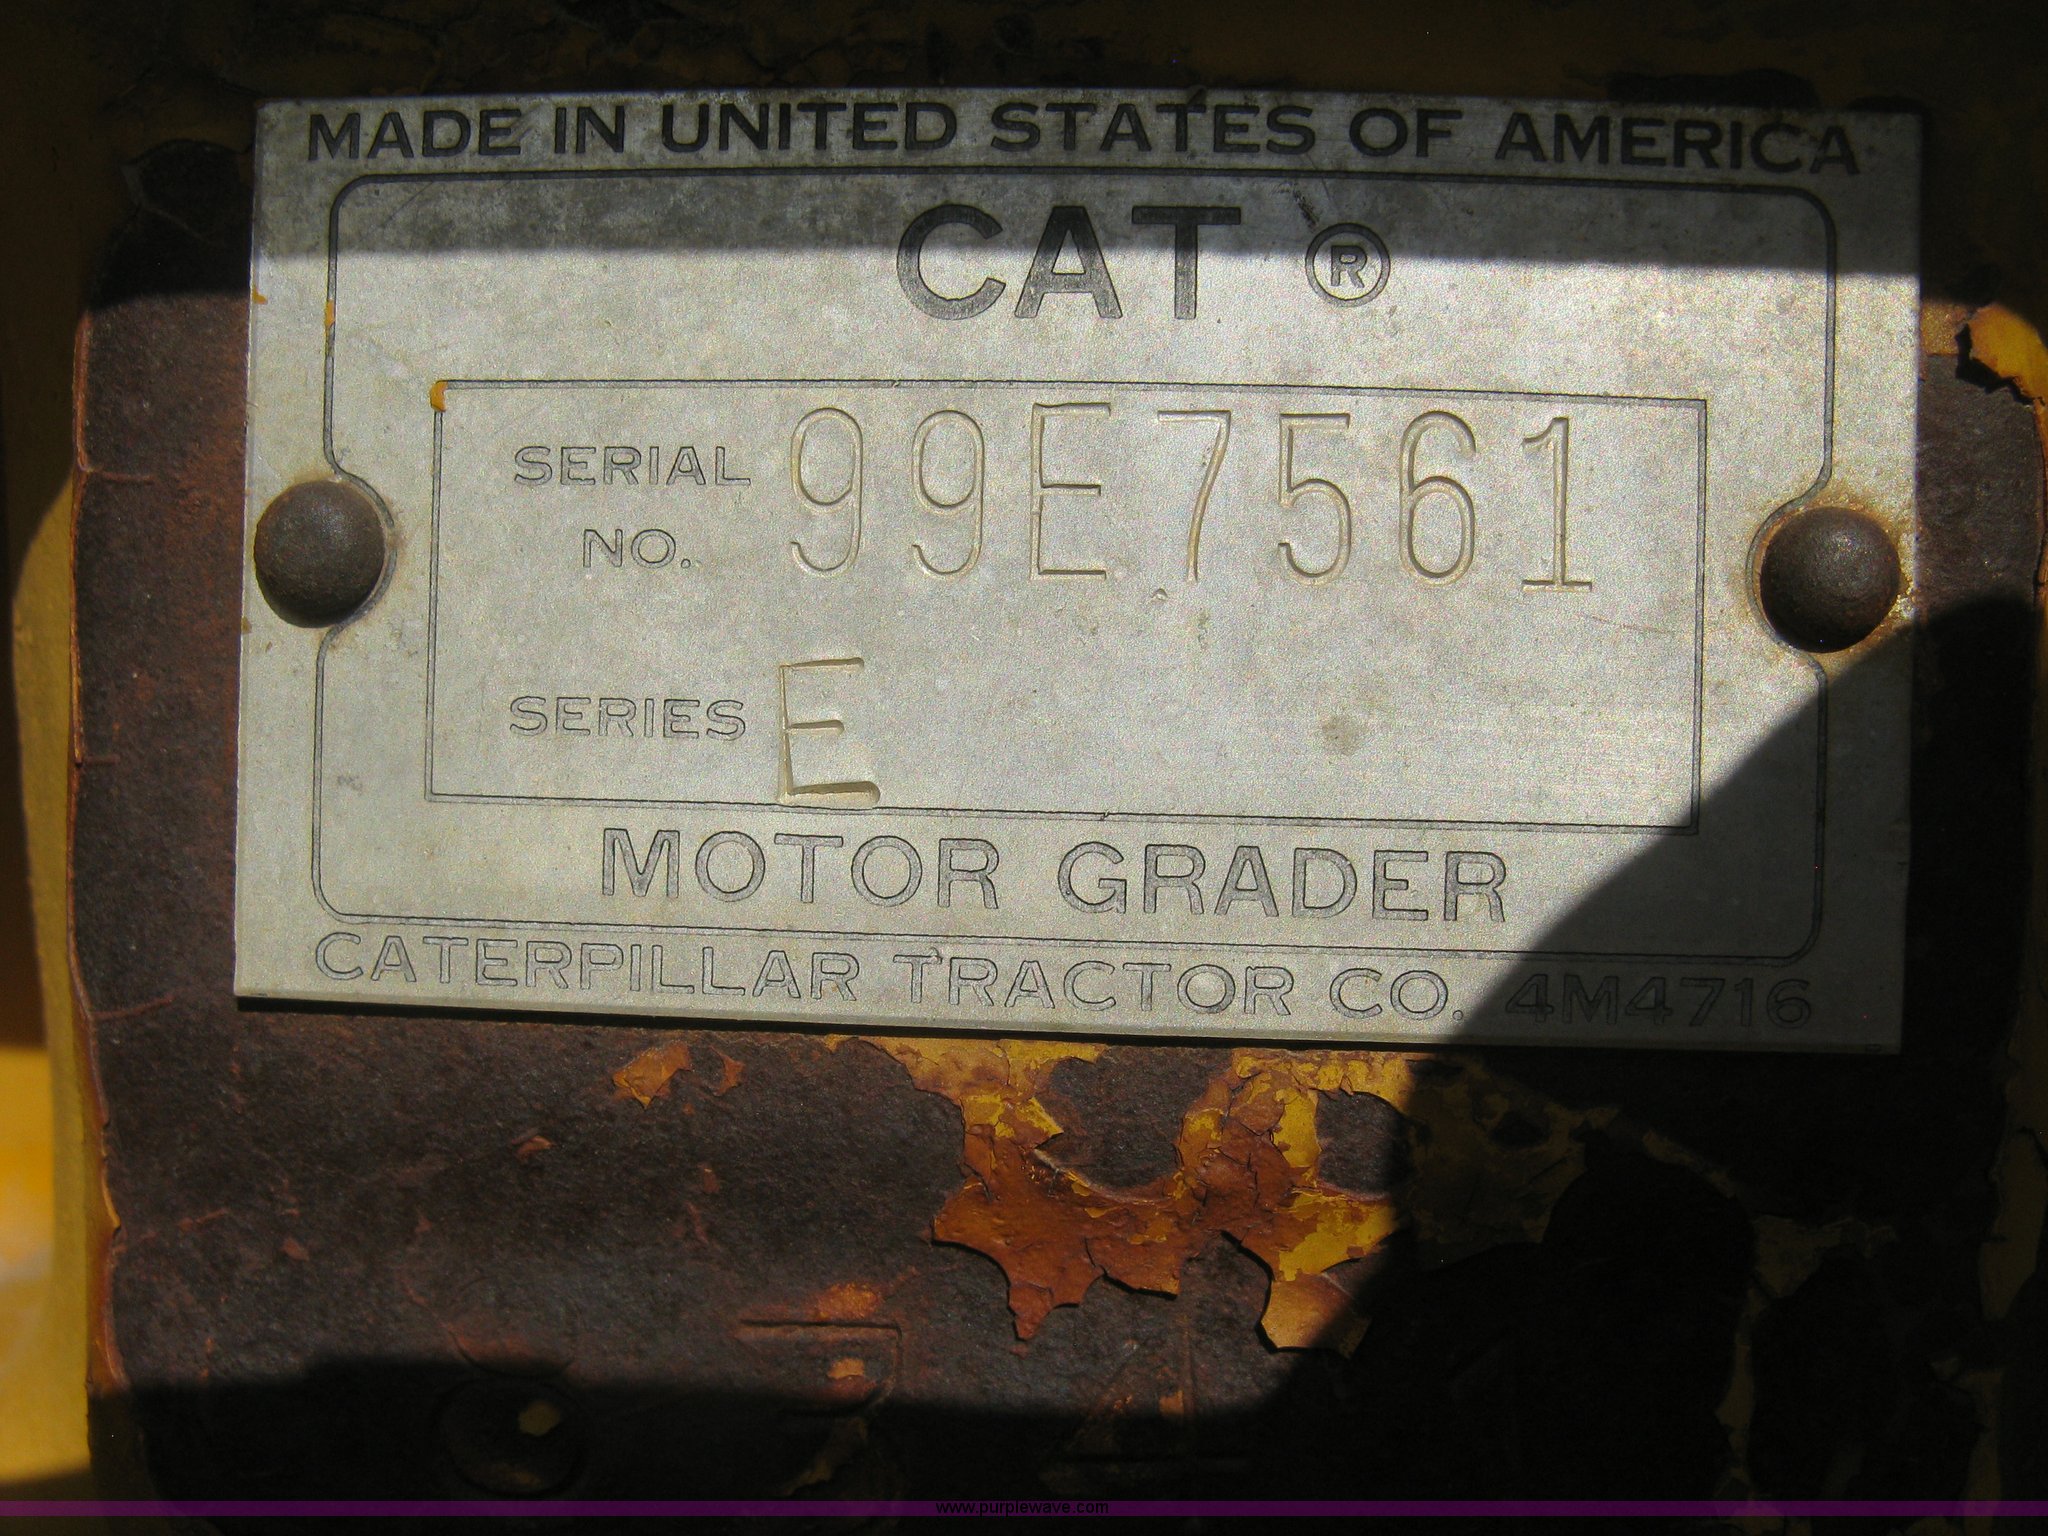 MADE IN UNITED STATES OF AMERICA
CAT ®
SERIAL NO. 99E7561
SERIES E
MOTOR GRADER
CATERPILLAR TRACTOR CO. 4M4716
www.purplewave.com